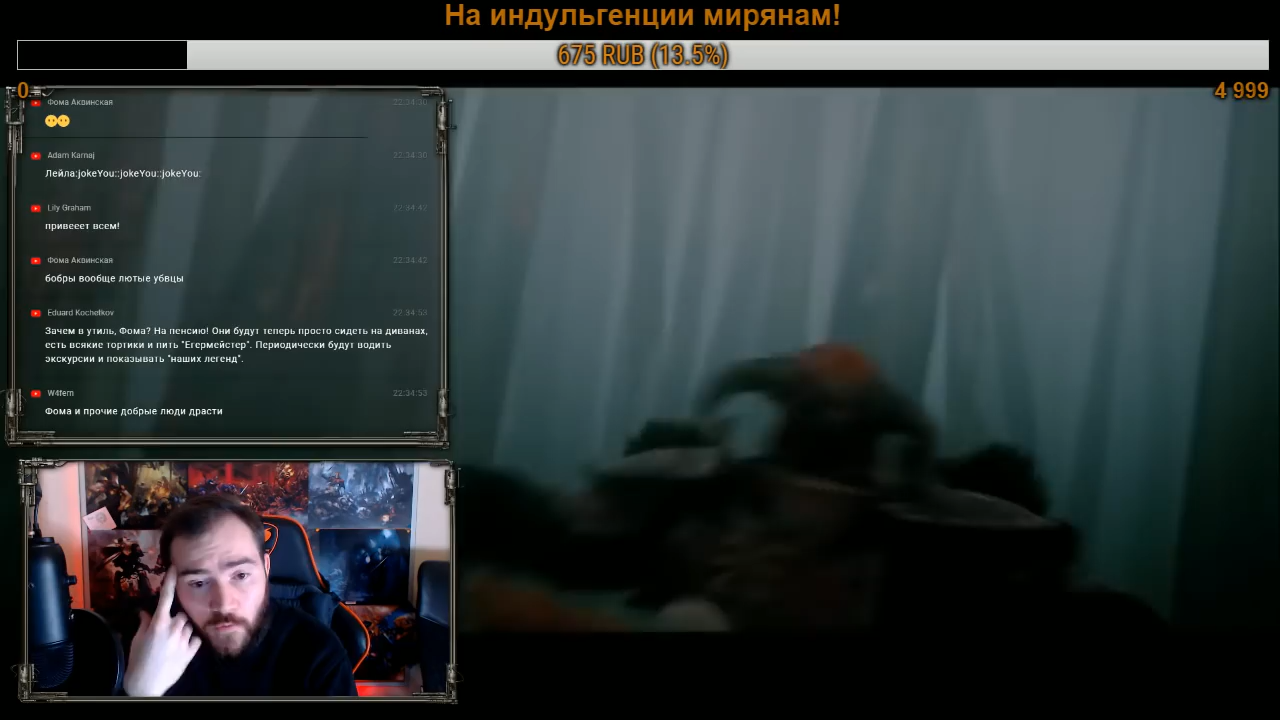 На индульгенции мирянам!
675 RUB (13.5%)
0
4 999
Фома Аквинская
22:34:30
Adam Karnaj
22:34:30
Лейла:jokeYou::jokeYou::jokeYou:
Lily Graham
22:34:42
привееет всем!
Фома Аквинская
22:34:42
бобры вообще лютые убвцы
Eduard Kochetkov
22:34:53
Зачем в утиль, Фома? На пенсию! Они будут теперь просто сидеть на диванах,
есть всякие тортики и пить "Егермейстер". Периодически будут водить
экскурсии и показывать "наших легенд".
W4fern
22:34:53
Фома и прочие добрые люди драсти